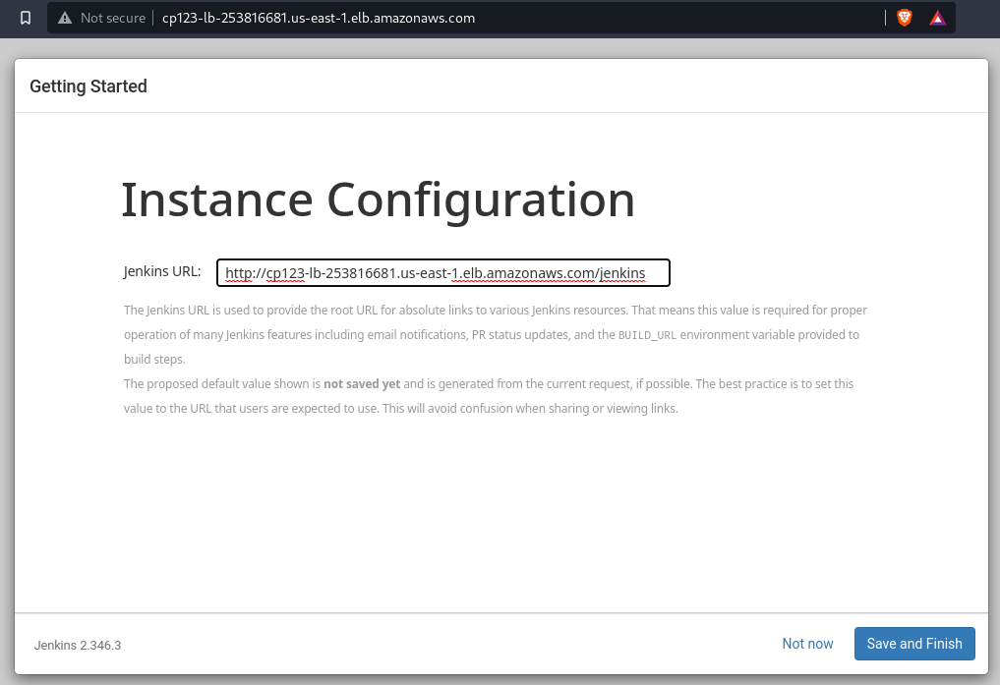 Not secure cp123-lb-253816681.us-east-1.elb.amazonaws.com
Getting Started
Instance Configuration
Jenkins URL: http://cp123-lb-253816681.us-east-1.elb.amazonaws.com/jenkins
The Jenkins URL is used to provide the root URL for absolute links to various Jenkins resources. That means this value is required for proper
operation of many Jenkins features including email notifications, PR status updates, and the BUILD_URL environment variable provided to
build steps.
The proposed default value shown is not saved yet and is generated from the current request, if possible. The best practice is to set this
value to the URL that users are expected to use. This will avoid confusion when sharing or viewing links.
Jenkins 2.346.3
Not now
Save and Finish